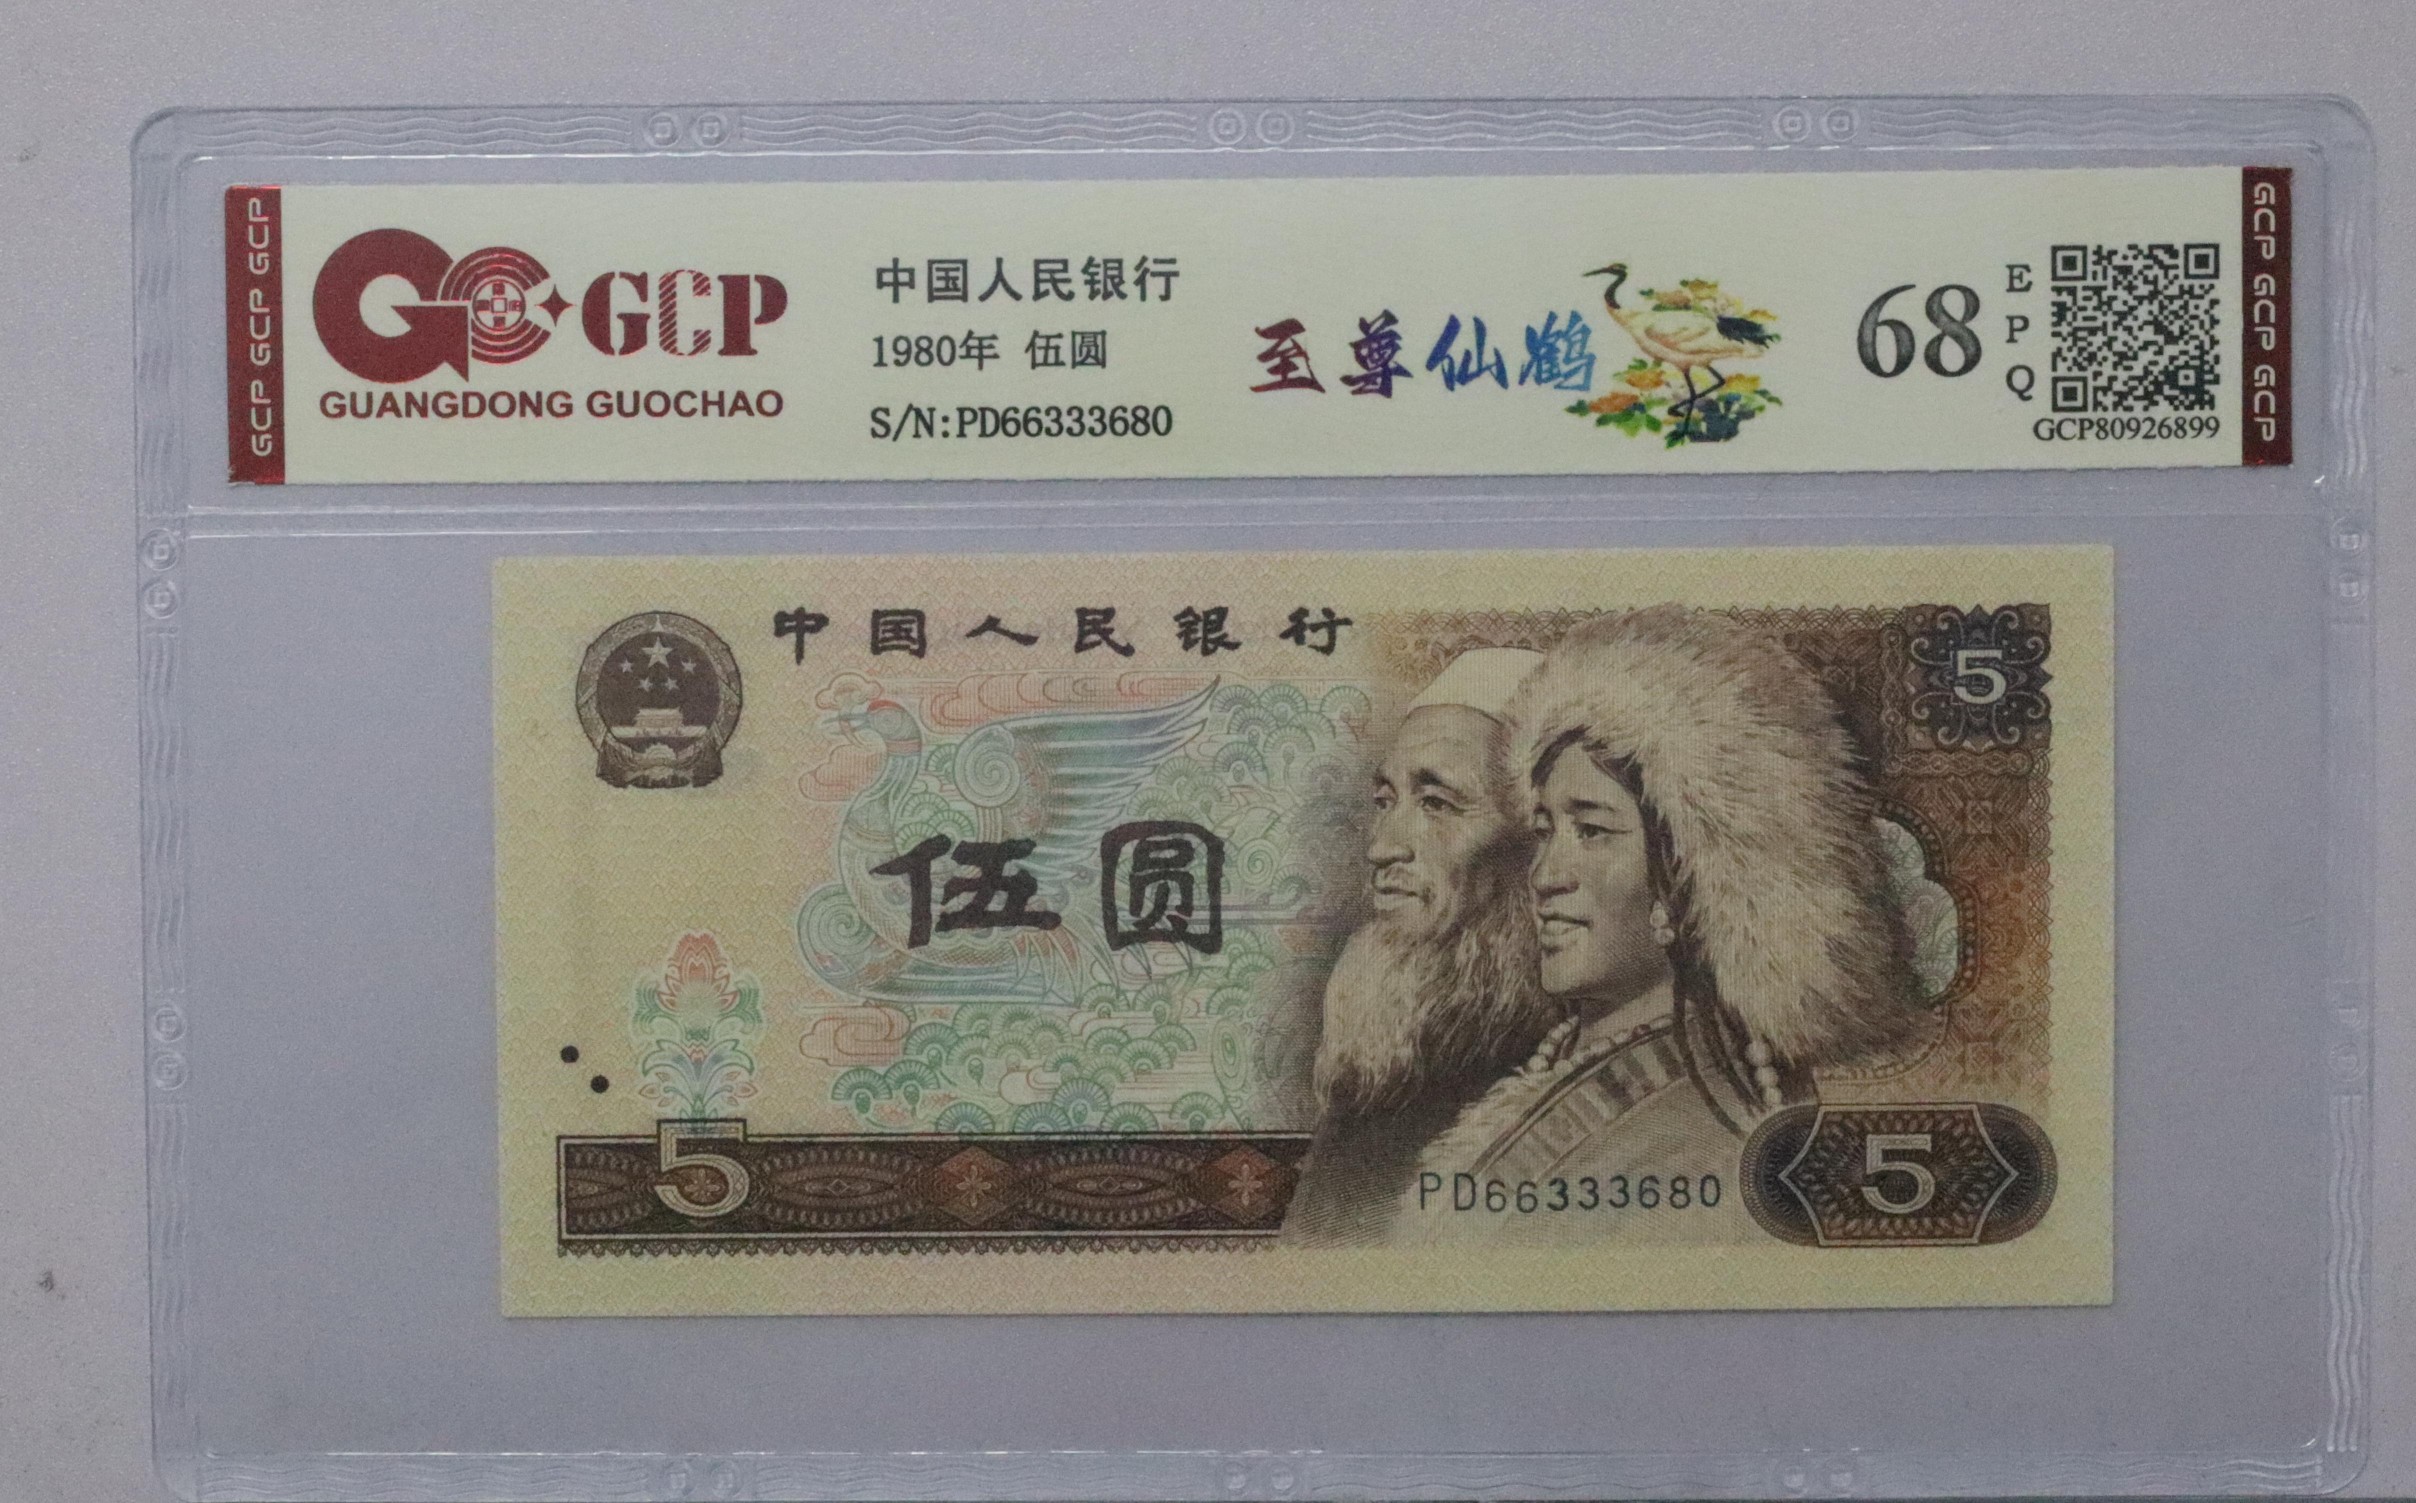 GCP GCP GCP
GCP
GUANGDONG GUOCHAO
中国人民银行
1980年 伍圆
S/N:PD66333680
至尊仙鹤
68
E
P
Q
GCP80926899
GCP GCP GCP
中国人民银行
5
伍圆
5
PD66333680
5